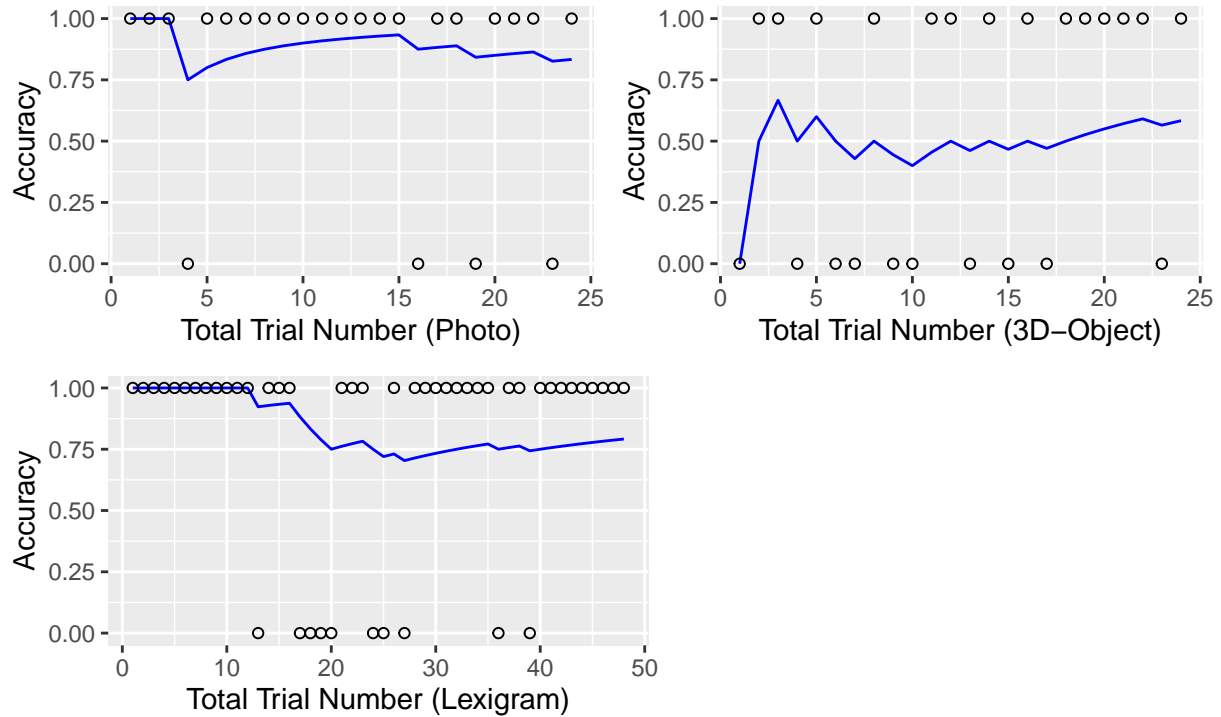 1.00
0.75
0.50
0.25
0.00
Accuracy
0 5 10 15 20 25
Total Trial Number (Photo)
1.00
0.75
0.50
0.25
0.00
Accuracy
0 5 10 15 20 25
Total Trial Number (3D−Object)
1.00
0.75
0.50
0.25
0.00
Accuracy
0 10 20 30 40 50
Total Trial Number (Lexigram)